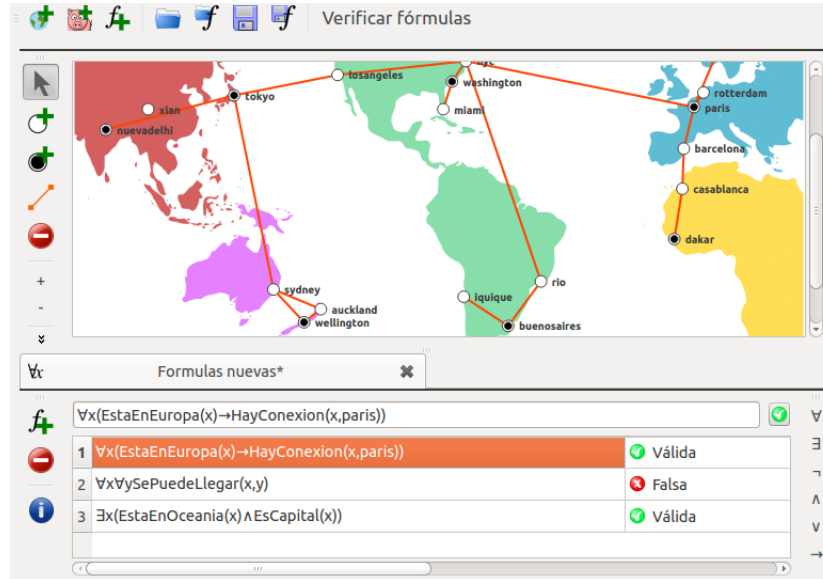 Verificar fórmulas
nyc
losangeles
washington
tokyo
rotterdam
xian
miami
paris
nuevadelhi
barcelona
casablanca
dakar
sydney
rio
iquique
auckland
wellington
buenosaires
+
-
∀x Formulas nuevas*
∀x(EstaEnEuropa(x)→HayConexion(x,paris))
1 ∀x(EstaEnEuropa(x)→HayConexion(x,paris)) Válida
2 ∀x∀ySePuedeLlegar(x,y) Falsa
3 ∃x(EstaEnOceania(x)∧EsCapital(x)) Válida
∀
∃
¬
∧
∨
→